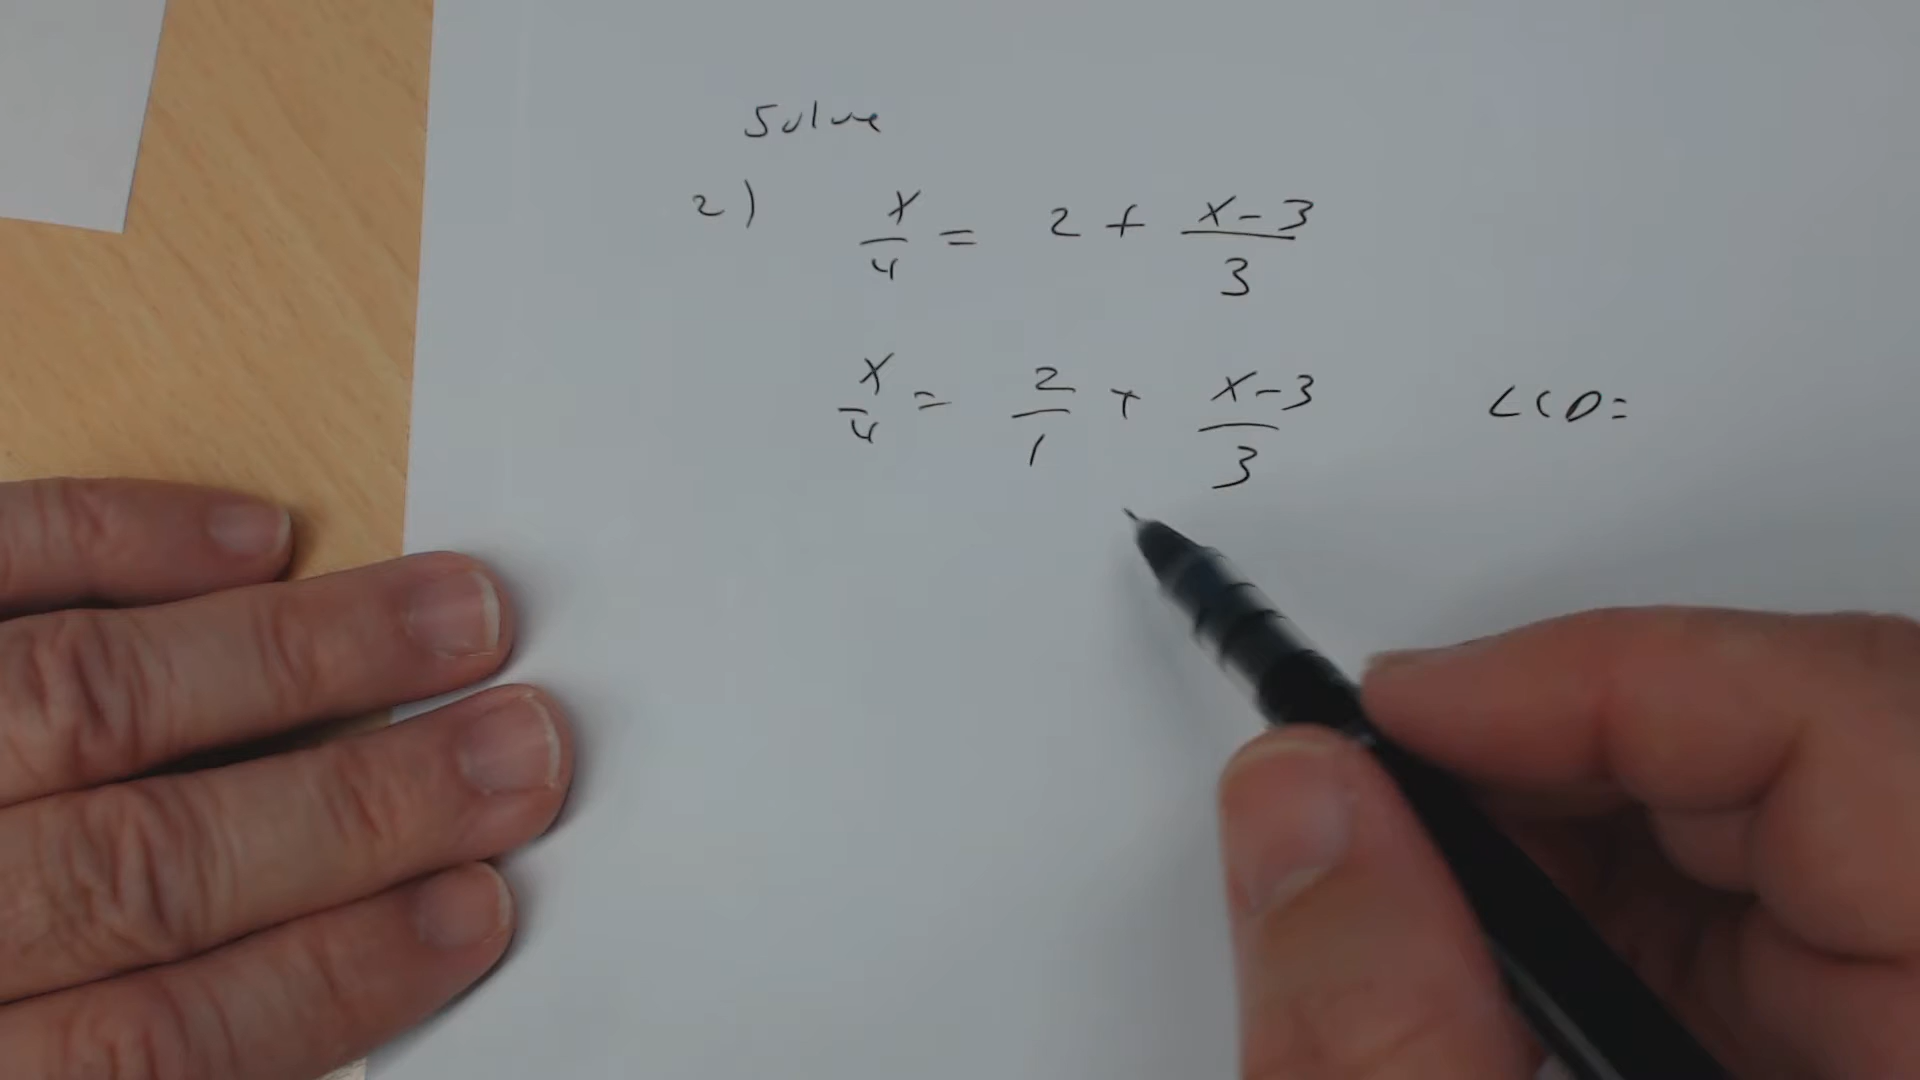 Solve
2) x/4 = 2 + x-3/3
x/4 = 2/1 + x-3/3 LCD=